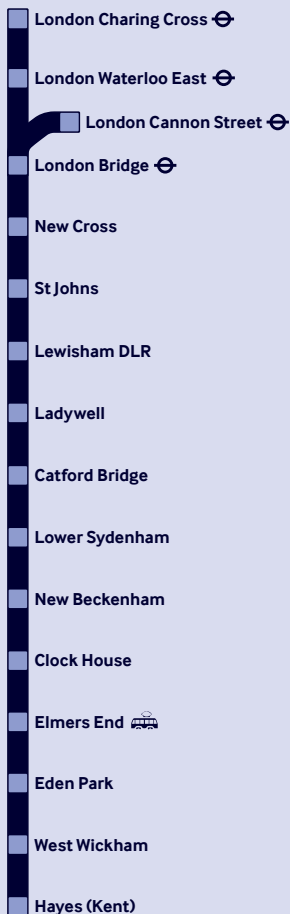 London Charing Cross
London Waterloo East
London Cannon Street
London Bridge
New Cross
St Johns
Lewisham DLR
Ladywell
Catford Bridge
Lower Sydenham
New Beckenham
Clock House
Elmers End
Eden Park
West Wickham
Hayes (Kent)